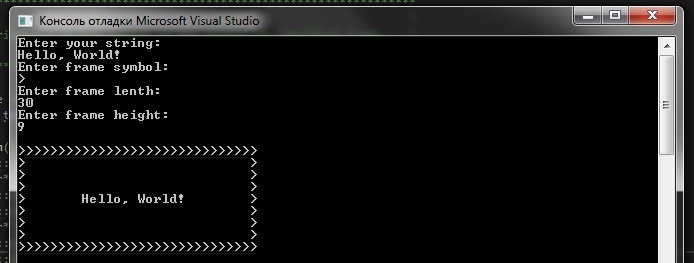 Консоль отладки Microsoft Visual Studio
Enter your string:
Hello, World!
Enter frame symbol:
>
Enter frame lenth:
30
Enter frame height:
9
>>>>>>>>>>>>>>>>>>>>>>>>>>>>>>
>                            >
>                            >
>                            >
>       Hello, World!        >
>                            >
>                            >
>                            >
>>>>>>>>>>>>>>>>>>>>>>>>>>>>>>